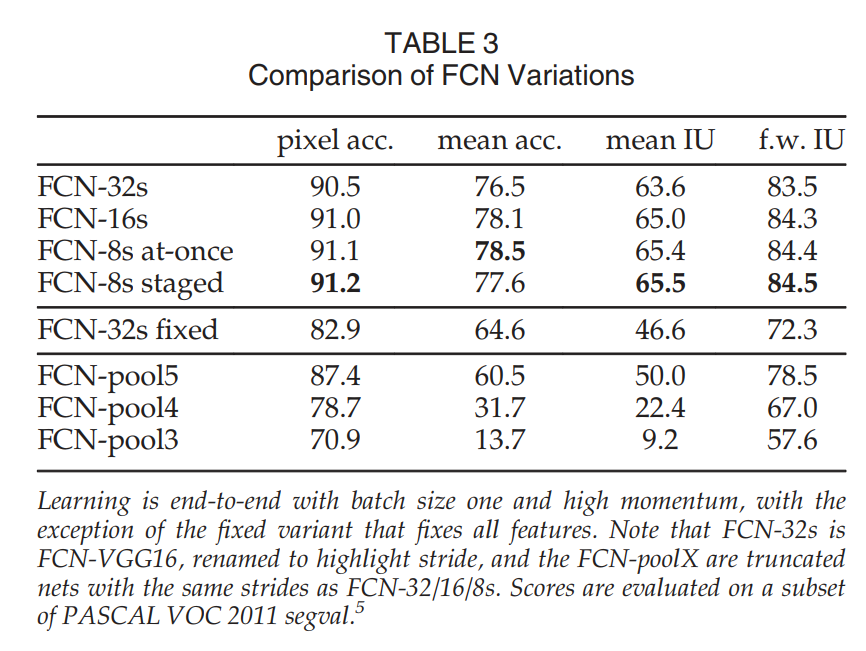 TABLE 3
Comparison of FCN Variations
pixel acc. mean acc. mean IU f.w. IU
FCN-32s 90.5 76.5 63.6 83.5
FCN-16s 91.0 78.1 65.0 84.3
FCN-8s at-once 91.1 78.5 65.4 84.4
FCN-8s staged 91.2 77.6 65.5 84.5
FCN-32s fixed 82.9 64.6 46.6 72.3
FCN-pool5 87.4 60.5 50.0 78.5
FCN-pool4 78.7 31.7 22.4 67.0
FCN-pool3 70.9 13.7 9.2 57.6
Learning is end-to-end with batch size one and high momentum, with the
exception of the fixed variant that fixes all features. Note that FCN-32s is
FCN-VGG16, renamed to highlight stride, and the FCN-poolX are truncated
nets with the same strides as FCN-32/16/8s. Scores are evaluated on a subset
of PASCAL VOC 2011 segval.5